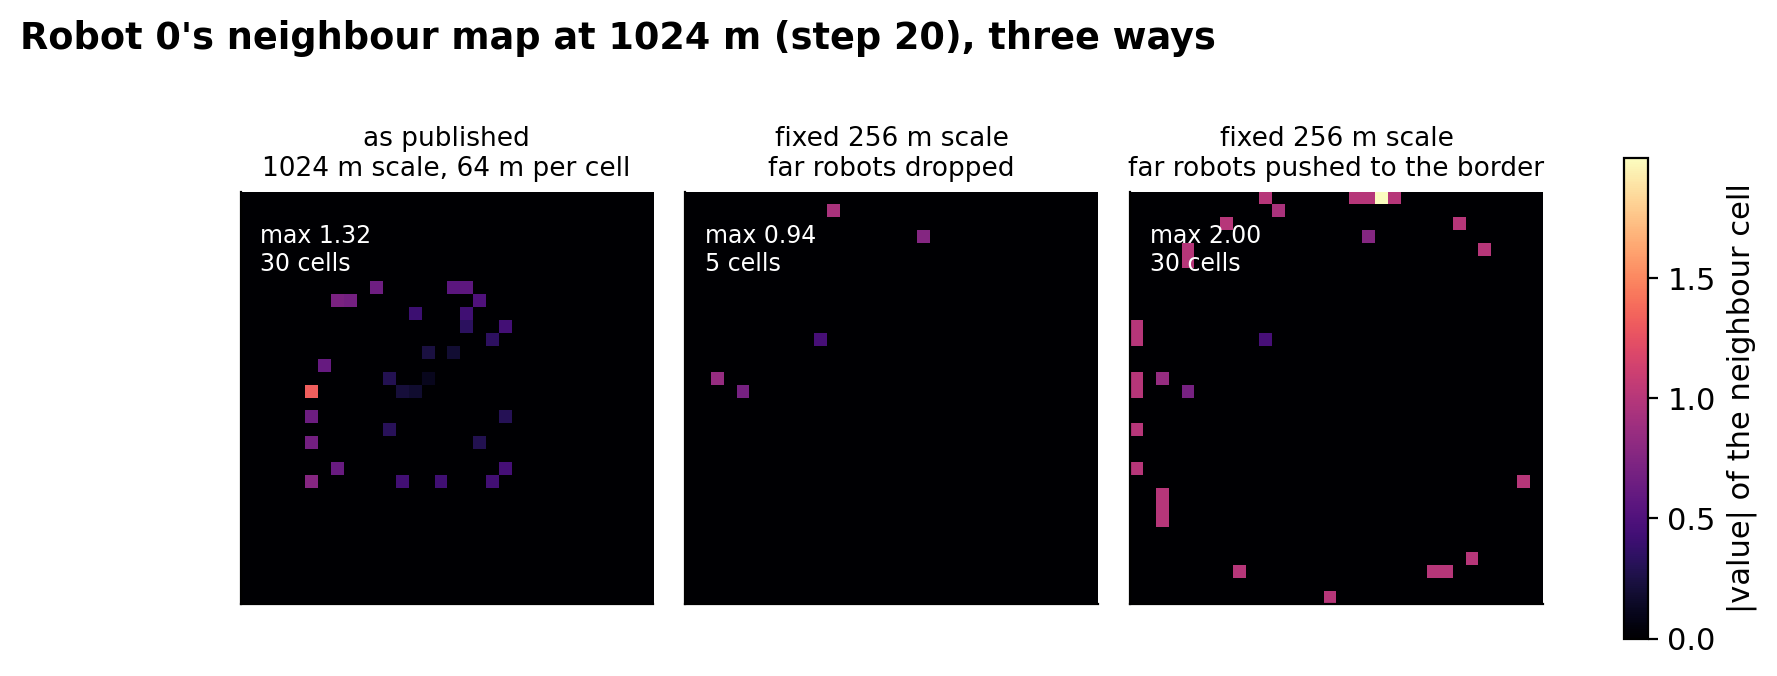 Robot 0's neighbour map at 1024 m (step 20), three ways
as published
1024 m scale, 64 m per cell
fixed 256 m scale
far robots dropped
fixed 256 m scale
far robots pushed to the border
max 1.32
30 cells
max 0.94
5 cells
max 2.00
30 cells
1.5
1.0
0.5
0.0
|value| of the neighbour cell